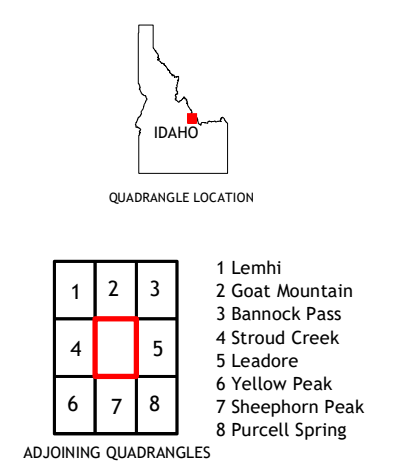 IDAHO
QUADRANGLE LOCATION
1 2 3
4 5
6 7 8
1 Lemhi
2 Goat Mountain
3 Bannock Pass
4 Stroud Creek
5 Leadore
6 Yellow Peak
7 Sheephorn Peak
8 Purcell Spring
ADJOINING QUADRANGLES